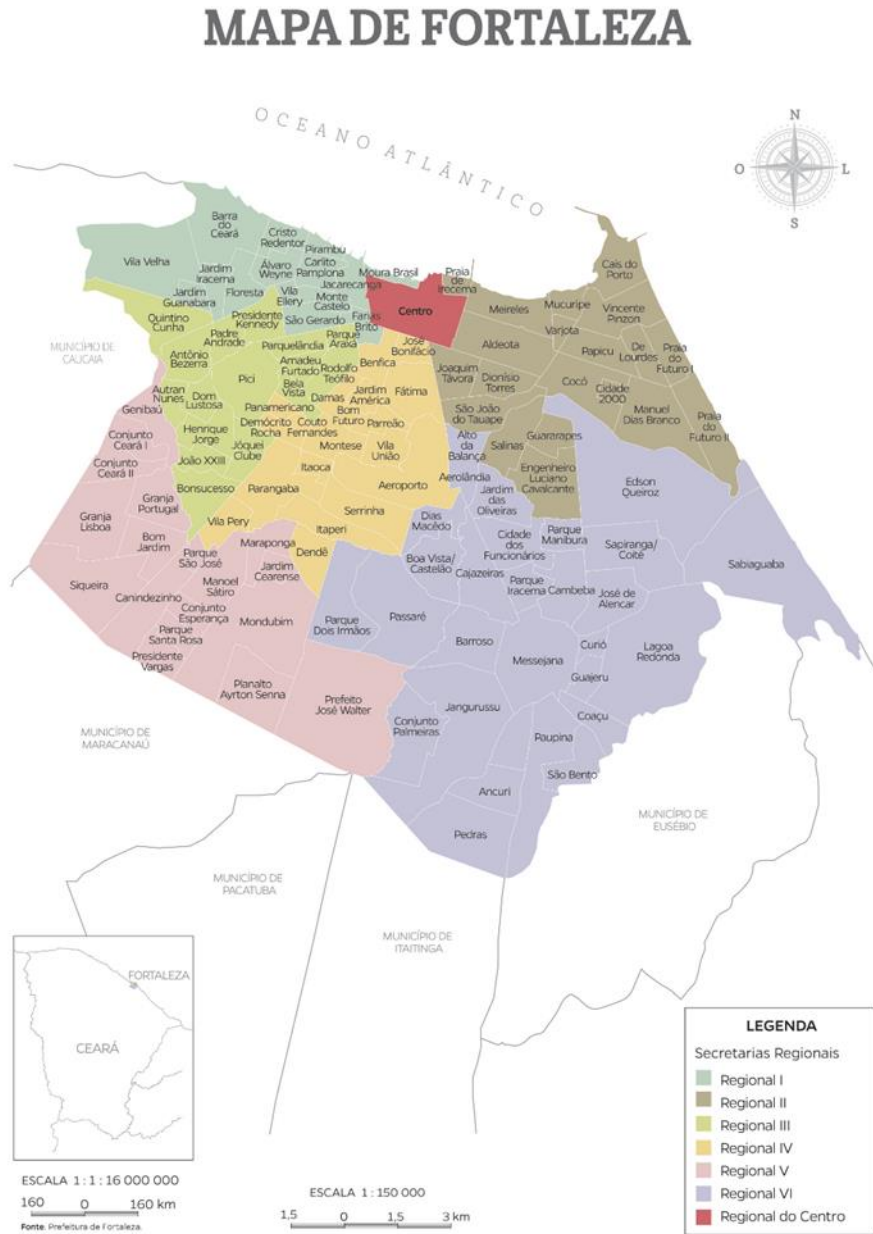 MAPA DE FORTALEZA
OCEANO ATLÂNTICO
N
O
L
S
Barra
do
Ceará
Cristo
Redentor
Pirambú
Vila Velha
Álvaro
Weyne
Carlito
Pamplona
Jardim
Iracema
Jacarecanga
Moura Brasil
Praia
de
Iracema
Jardim
Guanabara
Floresta
Vila
Ellery
Monte
Castelo
São Gerardo
Farias
Brito
Centro
Cais do
Porto
Meireles
Mucuripe
Vincente
Pinzon
Varjota
Quintino
Cunha
Presidente
Kennedy
Padre
Andrade
Parque
Araxá
Parquelândia
José
Bonifácio
Aldeota
Papicu
De
Lourdes
Praia
do
Futuro I
MUNICÍPIO DE
CAUCAIA
Antônio
Bezerra
Amadeu
Furtado
Rodolfo
Teófilo
Benfica
Joaquim
Távora
Dionísio
Torres
Cocó
Cidade
2000
Pici
Bela
Vista
Jardim
América
Fátima
Autran
Nunes
Dom
Lustosa
Damas
Genibaú
Panamericano
Bom
Futuro
Parreão
São João
do Tauape
Manuel
Dias Branco
Praia
do
Futuro II
Conjunto
Ceará I
Henrique
Jorge
Demócrito
Rocha
Couto
Fernandes
Jóquei
Clube
Montese
Vila
União
Alto
da
Balança
Salinas
Guararapes
Conjunto
Ceará II
João XXIII
Itaoca
Aerolândia
Engenheiro
Luciano
Cavalcante
Edson
Queiroz
Bonsucesso
Parangaba
Aeroporto
Jardim
das
Oliveiras
Granja
Portugal
Granja
Lisboa
Vila Pery
Serrinha
Dias
Macêdo
Itaperi
Cidade
dos
Funcionários
Parque
Manibura
Sapiranga/
Coité
Bom
Jardim
Maraponga
Parque
São José
Dendê
Boa Vista/
Castelão
Cajazeiras
Sabiaguaba
Jardim
Cearense
Siqueira
Manoel
Sátiro
Parque
Iracema
Cambeba
José de
Alencar
Canindezinho
Conjunto
Esperança
Mondubim
Parque
Dois Irmãos
Passaré
Parque
Santa Rosa
Barroso
Curió
Lagoa
Redonda
Presidente
Vargas
Messejana
Guajeru
Planalto
Ayrton Senna
Prefeito
José Walter
Jangurussu
Coaçu
Conjunto
Palmeiras
Paupina
MUNICÍPIO DE
MARACANAÚ
São Bento
Ancuri
Pedras
MUNICÍPIO DE
EUSÉBIO
MUNICÍPIO DE
PACATUBA
MUNICÍPIO DE
ITAITINGA
FORTALEZA
CEARÁ
ESCALA 1:1:16 000 000
160 0 160 km
Fonte: Prefeitura de Fortaleza.
ESCALA 1:150 000
1,5 0 1,5 3 km
LEGENDA
Secretarias Regionais
Regional I
Regional II
Regional III
Regional IV
Regional V
Regional VI
Regional do Centro